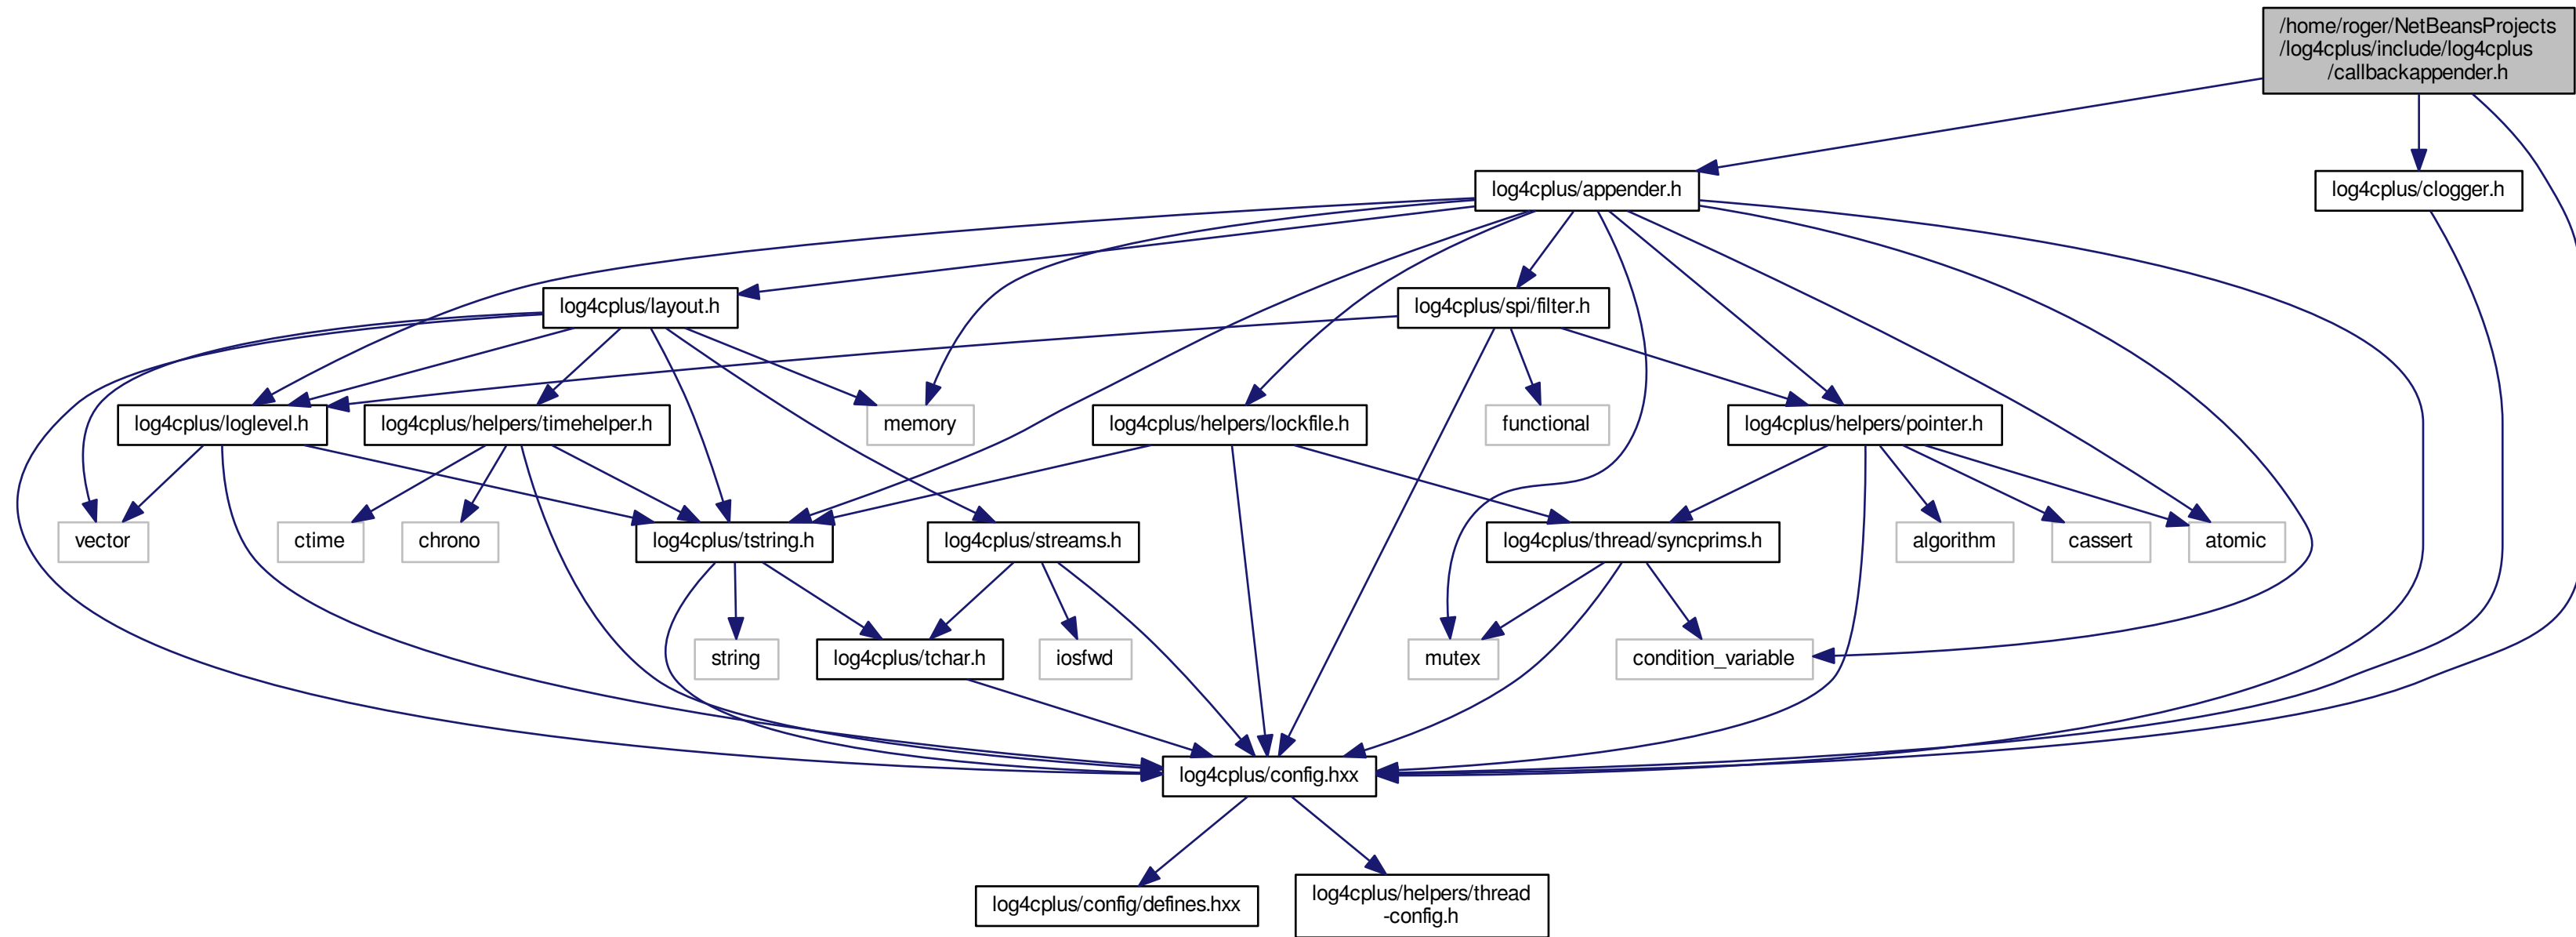 /home/roger/NetBeansProjects
/log4cplus/include/log4cplus
/callbackappender.h
log4cplus/appender.h
log4cplus/clogger.h
log4cplus/layout.h
log4cplus/spi/filter.h
log4cplus/loglevel.h
log4cplus/helpers/timehelper.h
memory
log4cplus/helpers/lockfile.h
functional
log4cplus/helpers/pointer.h
vector
ctime
chrono
log4cplus/tstring.h
log4cplus/streams.h
log4cplus/thread/syncprims.h
algorithm
cassert
atomic
string
log4cplus/tchar.h
iosfwd
mutex
condition_variable
log4cplus/config.hxx
log4cplus/config/defines.hxx
log4cplus/helpers/thread
-config.h